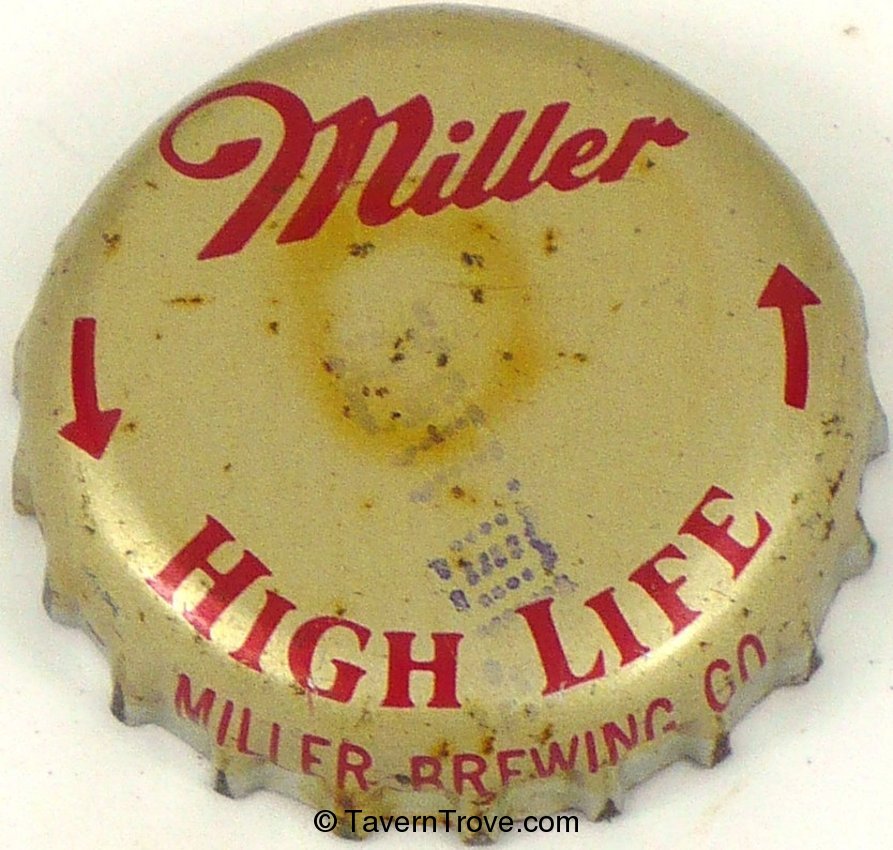 Miller
HIGH LIFE
MILLER BREWING CO
© TavernTrove.com